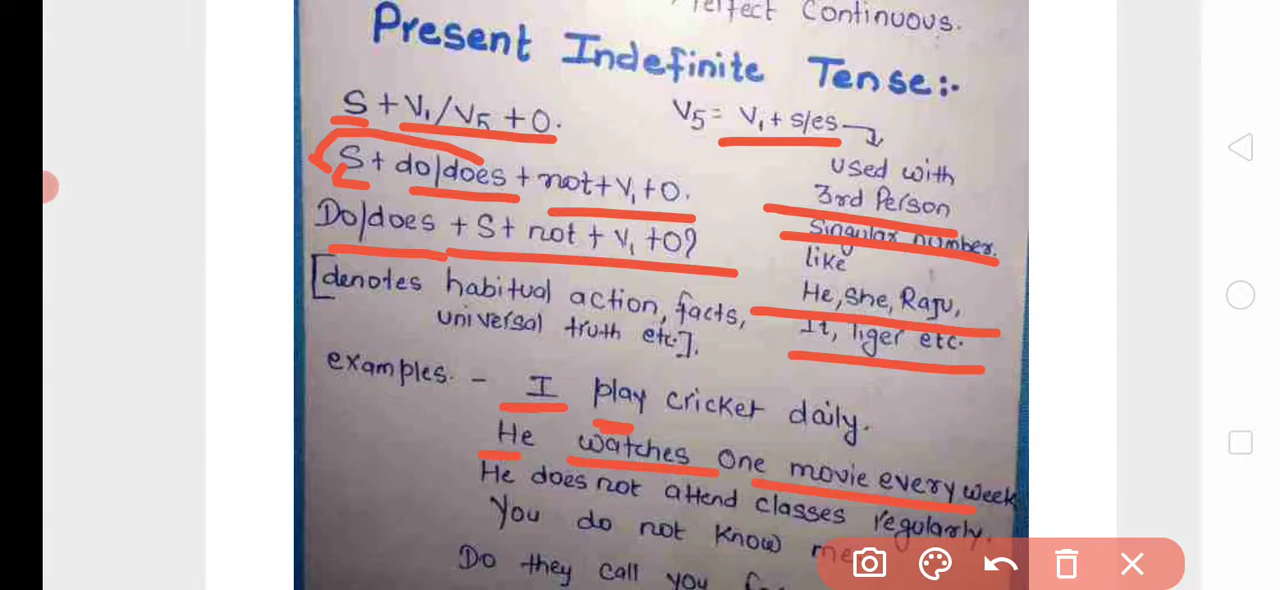 Perfect Continuous.
Present Indefinite Tense:-
S + V1/V5 + O.
V5 = V1 + s/es →
used with
3rd Person
Singular number.
like
He, She, Raju,
It, Tiger etc.
S + do/does + not + V1 + O.
Do/does + S + not + V1 + O?
[denotes habitual action, facts,
universal truth etc.].
examples. - I play cricket daily.
He watches one movie every week
He does not attend classes regularly.
You do not know me
Do they call you